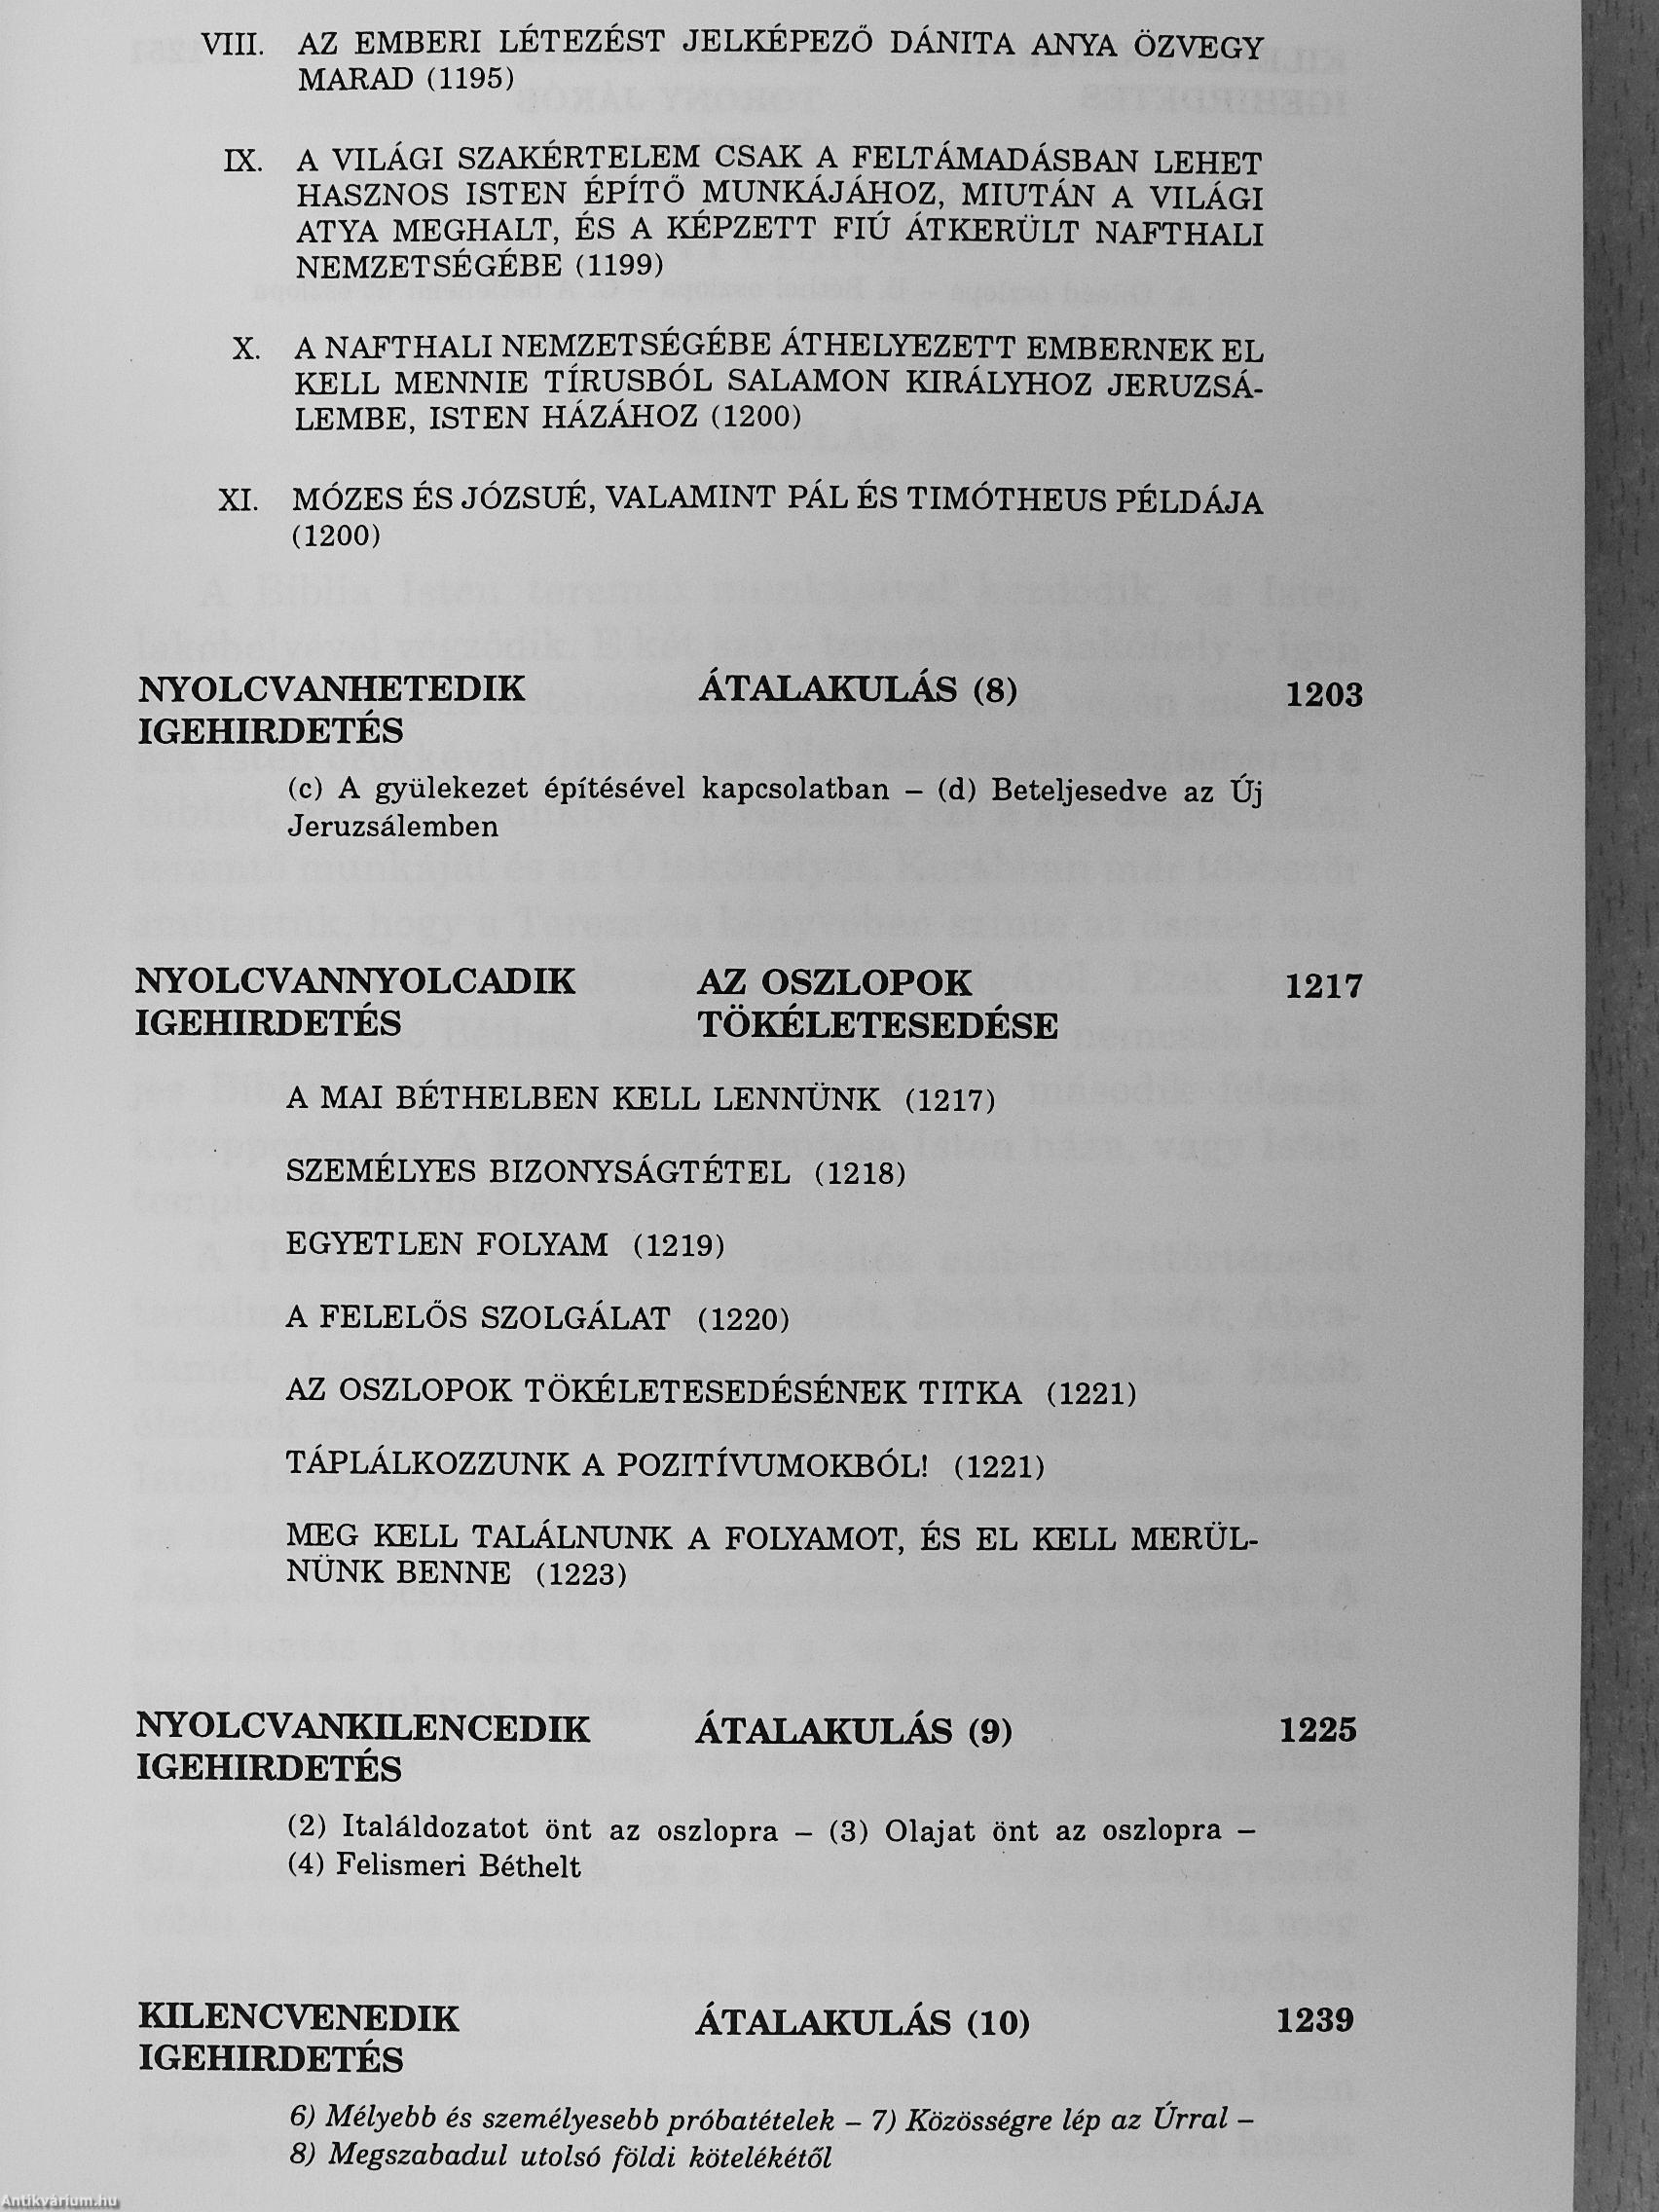 VIII. AZ EMBERI LÉTEZÉST JELKÉPEZŐ DÁNITA ANYA ÖZVEGY
MARAD (1195)
IX. A VILÁGI SZAKÉRTELEM CSAK A FELTÁMADÁSBAN LEHET
HASZNOS ISTEN ÉPÍTŐ MUNKÁJÁHOZ, MIUTÁN A VILÁGI
ATYA MEGHALT, ÉS A KÉPZETT FIÚ ÁTKERÜLT NAFTHALI
NEMZETSÉGÉBE (1199)
X. A NAFTHALI NEMZETSÉGÉBE ÁTHELYEZETT EMBERNEK EL
KELL MENNIE TÍRUSBÓL SALAMON KIRÁLYHOZ JERUZSÁ-
LEMBE, ISTEN HÁZÁHOZ (1200)
XI. MÓZES ÉS JÓZSUÉ, VALAMINT PÁL ÉS TIMÓTHEUS PÉLDÁJA
(1200)
NYOLCVANHETEDIK ÁTALAKULÁS (8) 1203
IGEHIRDETÉS
(c) A gyülekezet építésével kapcsolatban – (d) Beteljesedve az Új
Jeruzsálemben
NYOLCVANNYOLCADIK AZ OSZLOPOK 1217
IGEHIRDETÉS TÖKÉLETESEDÉSE
A MAI BÉTHELBEN KELL LENNÜNK (1217)
SZEMÉLYES BIZONYSÁGTÉTEL (1218)
EGYETLEN FOLYAM (1219)
A FELELŐS SZOLGÁLAT (1220)
AZ OSZLOPOK TÖKÉLETESEDÉSÉNEK TITKA (1221)
TÁPLÁLKOZZUNK A POZITÍVUMOKBÓL! (1221)
MEG KELL TALÁLNUNK A FOLYAMOT, ÉS EL KELL MERÜL-
NÜNK BENNE (1223)
NYOLCVANKILENCEDIK ÁTALAKULÁS (9) 1225
IGEHIRDETÉS
(2) Italáldozatot önt az oszlopra – (3) Olajat önt az oszlopra –
(4) Felismeri Béthelt
KILENCVENEDIK ÁTALAKULÁS (10) 1239
IGEHIRDETÉS
6) Mélyebb és személyesebb próbatételek – 7) Közösségre lép az Úrral –
8) Megszabadul utolsó földi kötelékétől
Antikvárium.hu